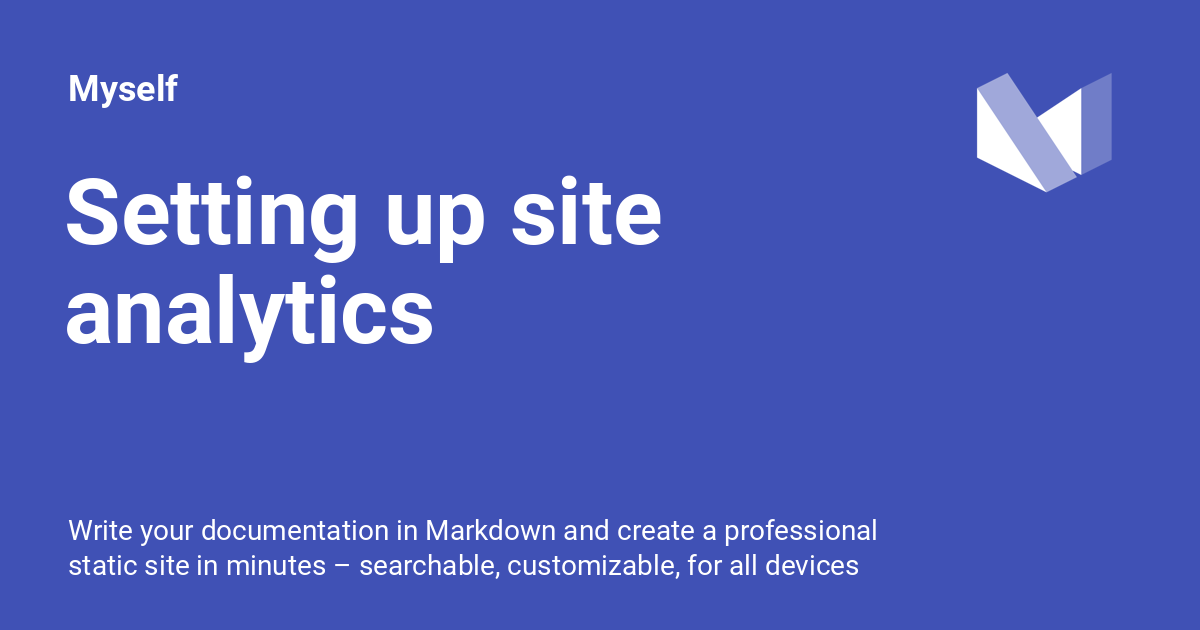 Myself
Setting up site
analytics
Write your documentation in Markdown and create a professional
static site in minutes – searchable, customizable, for all devices